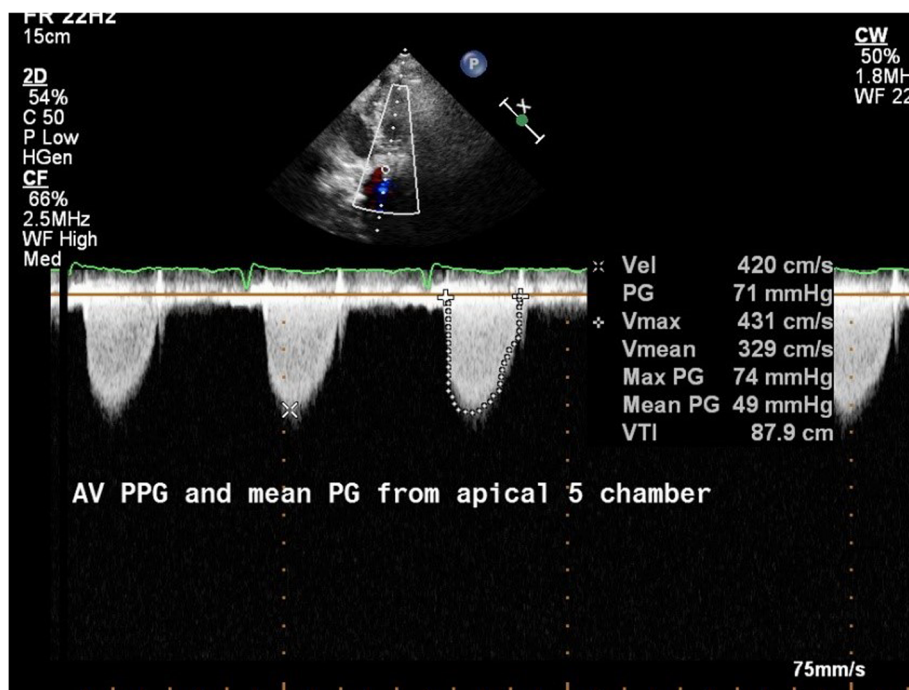 FR 22Hz
15cm
2D
54%
C 50
P Low
HGen
CF
66%
2.5MHz
WF High
Med
P
X
CW
50%
1.8MH
WF 22
Vel 420 cm/s
PG 71 mmHg
Vmax 431 cm/s
Vmean 329 cm/s
Max PG 74 mmHg
Mean PG 49 mmHg
VTI 87.9 cm
AV PPG and mean PG from apical 5 chamber
75mm/s